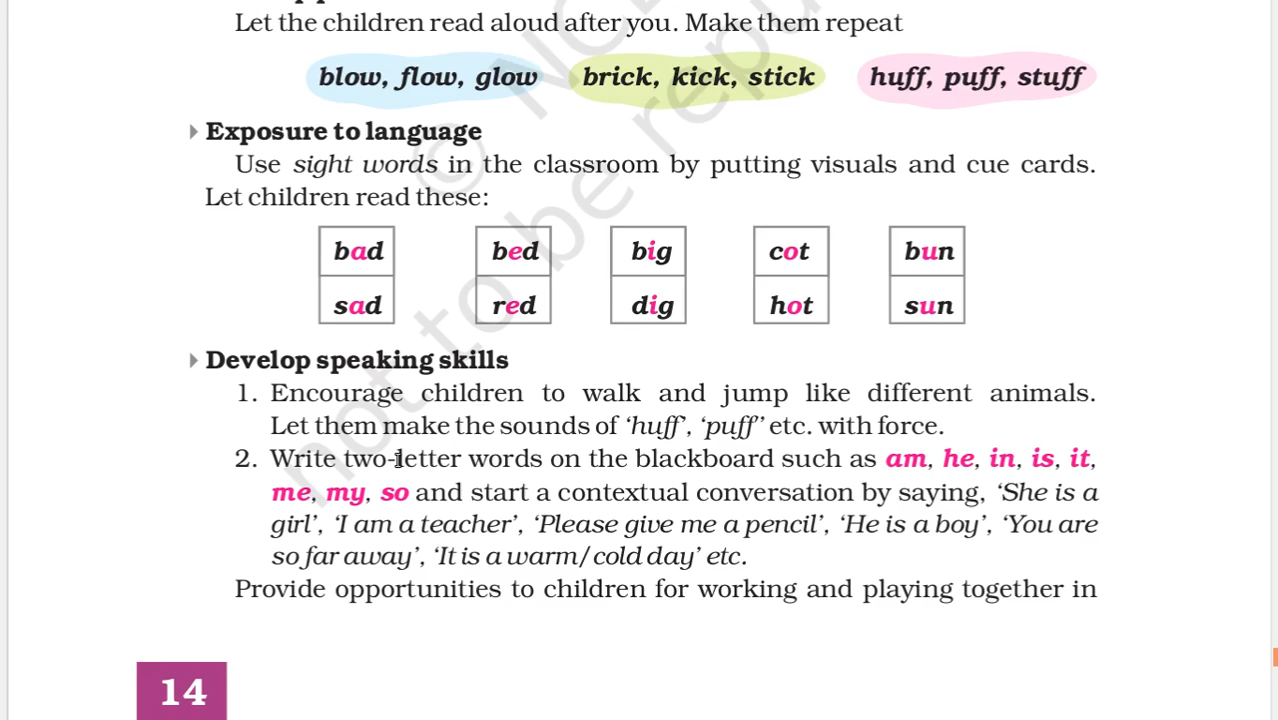 Let the children read aloud after you. Make them repeat
blow, flow, glow brick, kick, stick huff, puff, stuff
Exposure to language
Use sight words in the classroom by putting visuals and cue cards.
Let children read these:
bad bed big cot bun
sad red dig hot sun
Develop speaking skills
1. Encourage children to walk and jump like different animals.
Let them make the sounds of ‘huff’, ‘puff’ etc. with force.
2. Write two-letter words on the blackboard such as am, he, in, is, it,
me, my, so and start a contextual conversation by saying, ‘She is a
girl’, ‘I am a teacher’, ‘Please give me a pencil’, ‘He is a boy’, ‘You are
so far away’, ‘It is a warm/cold day’ etc.
Provide opportunities to children for working and playing together in
14
© NCE
not to be repu